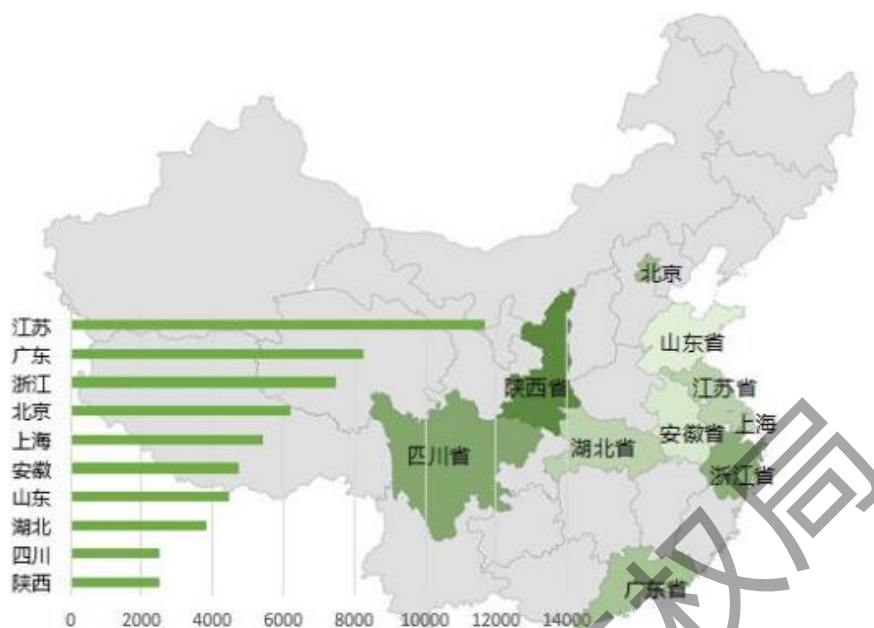 北京
江苏
山东省
广东
浙江
陕西省
江苏省
北京
上海
上海
安徽省
湖北省
四川省
安徽
浙江省
山东
湖北
四川
陕西
广东省
0 2000 4000 6000 8000 10000 12000 14000
权局